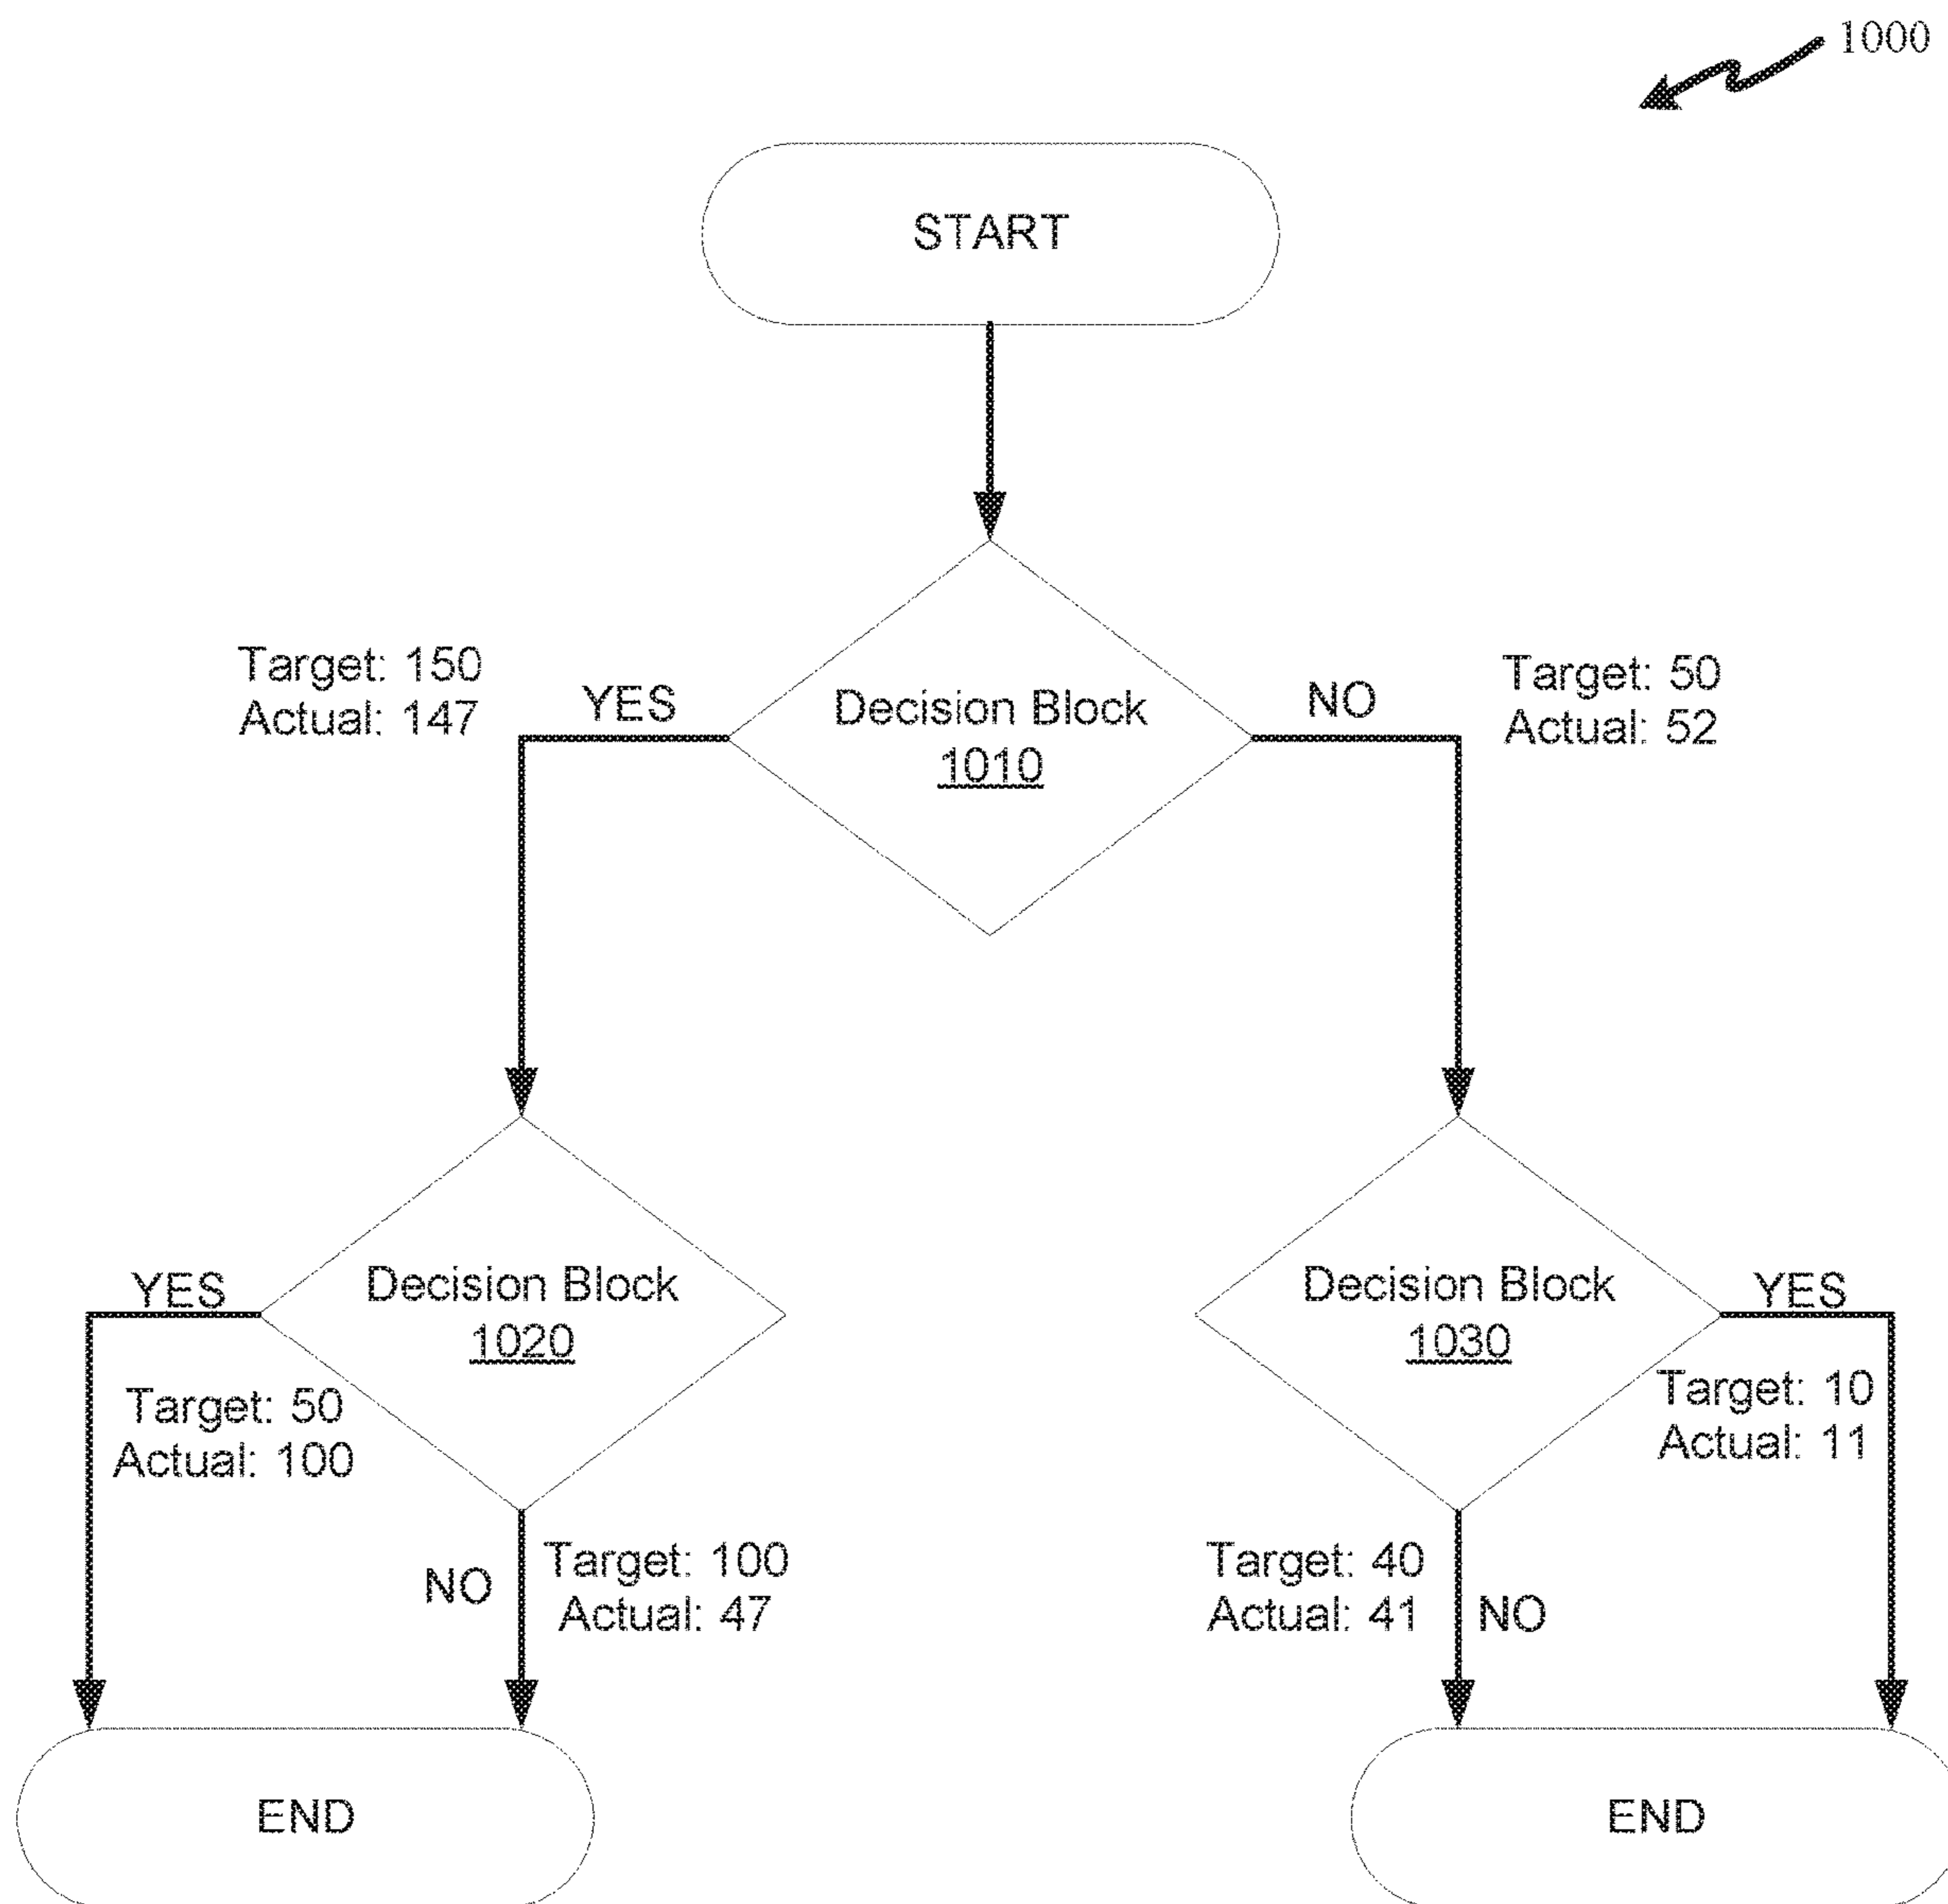 1000
START
Target: 150
Actual: 147
YES
Decision Block
1010
NO
Target: 50
Actual: 52
YES
Decision Block
1020
Target: 50
Actual: 100
NO
Target: 100
Actual: 47
Decision Block
1030
YES
Target: 10
Actual: 11
Target: 40
Actual: 41
NO
END
END